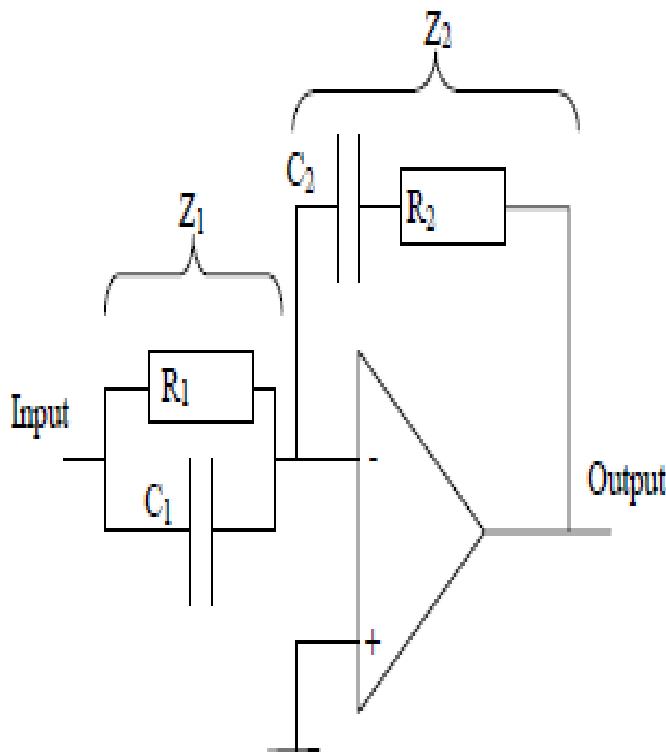 Z₂
C₂
R₂
Z₁
R₁
Input
-
C₁
Output
+